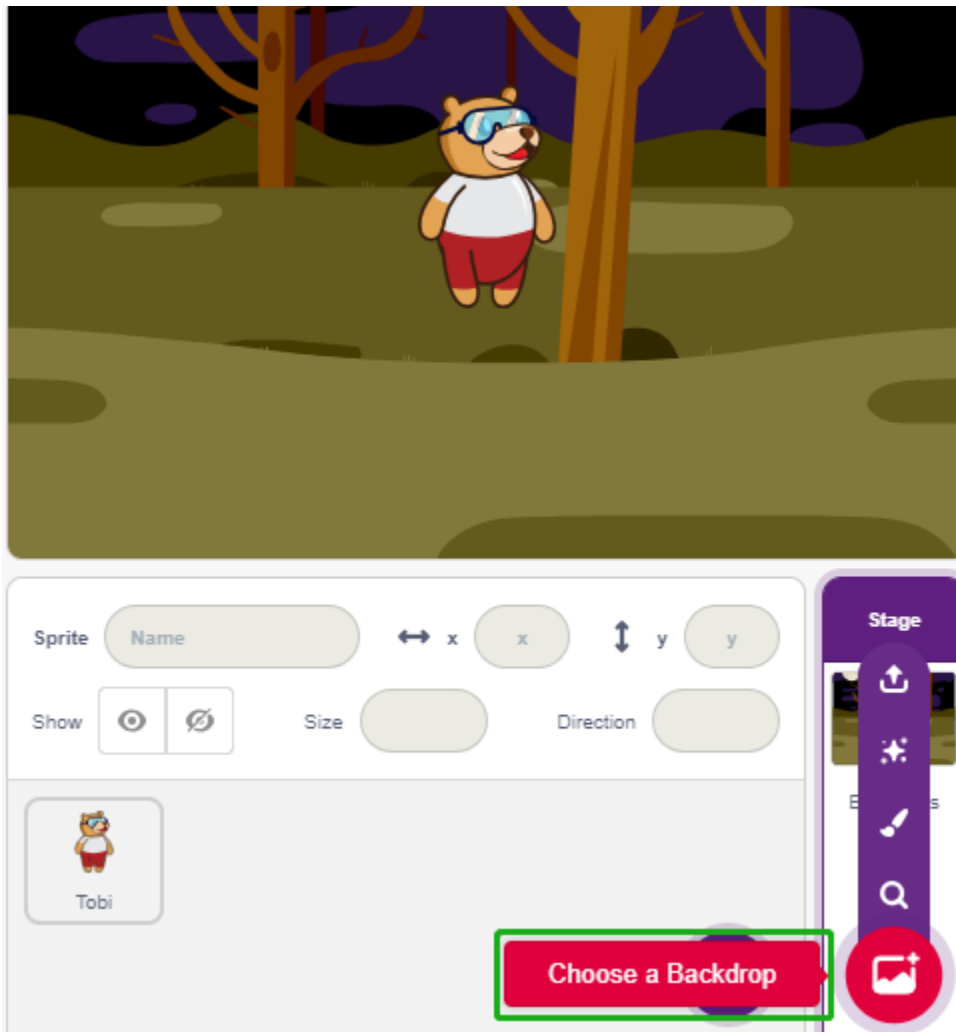 Sprite Name x x y y
Stage
Show Size Direction
Tobi
Choose a Backdrop